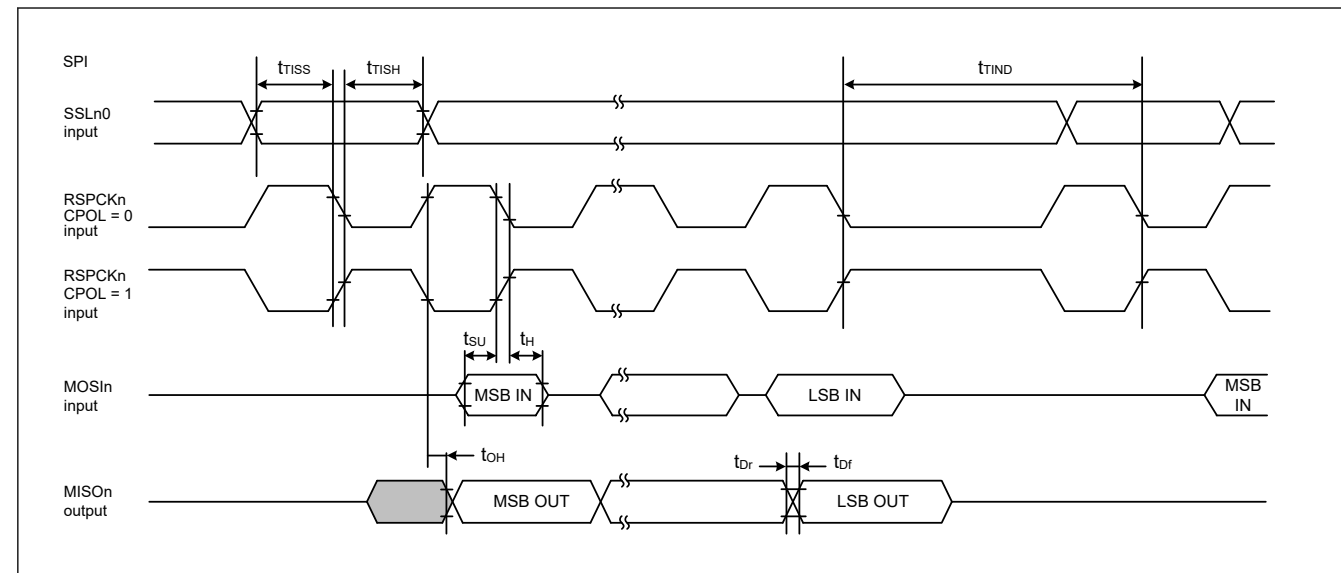 SPI
tTISS
tTISH
tTIND
SSLn0
input
RSPCKn
CPOL = 0
input
RSPCKn
CPOL = 1
input
tSU
tH
MOSIn
input
MSB IN
LSB IN
MSB
IN
tOH
tDr
tDf
MISOn
output
MSB OUT
LSB OUT